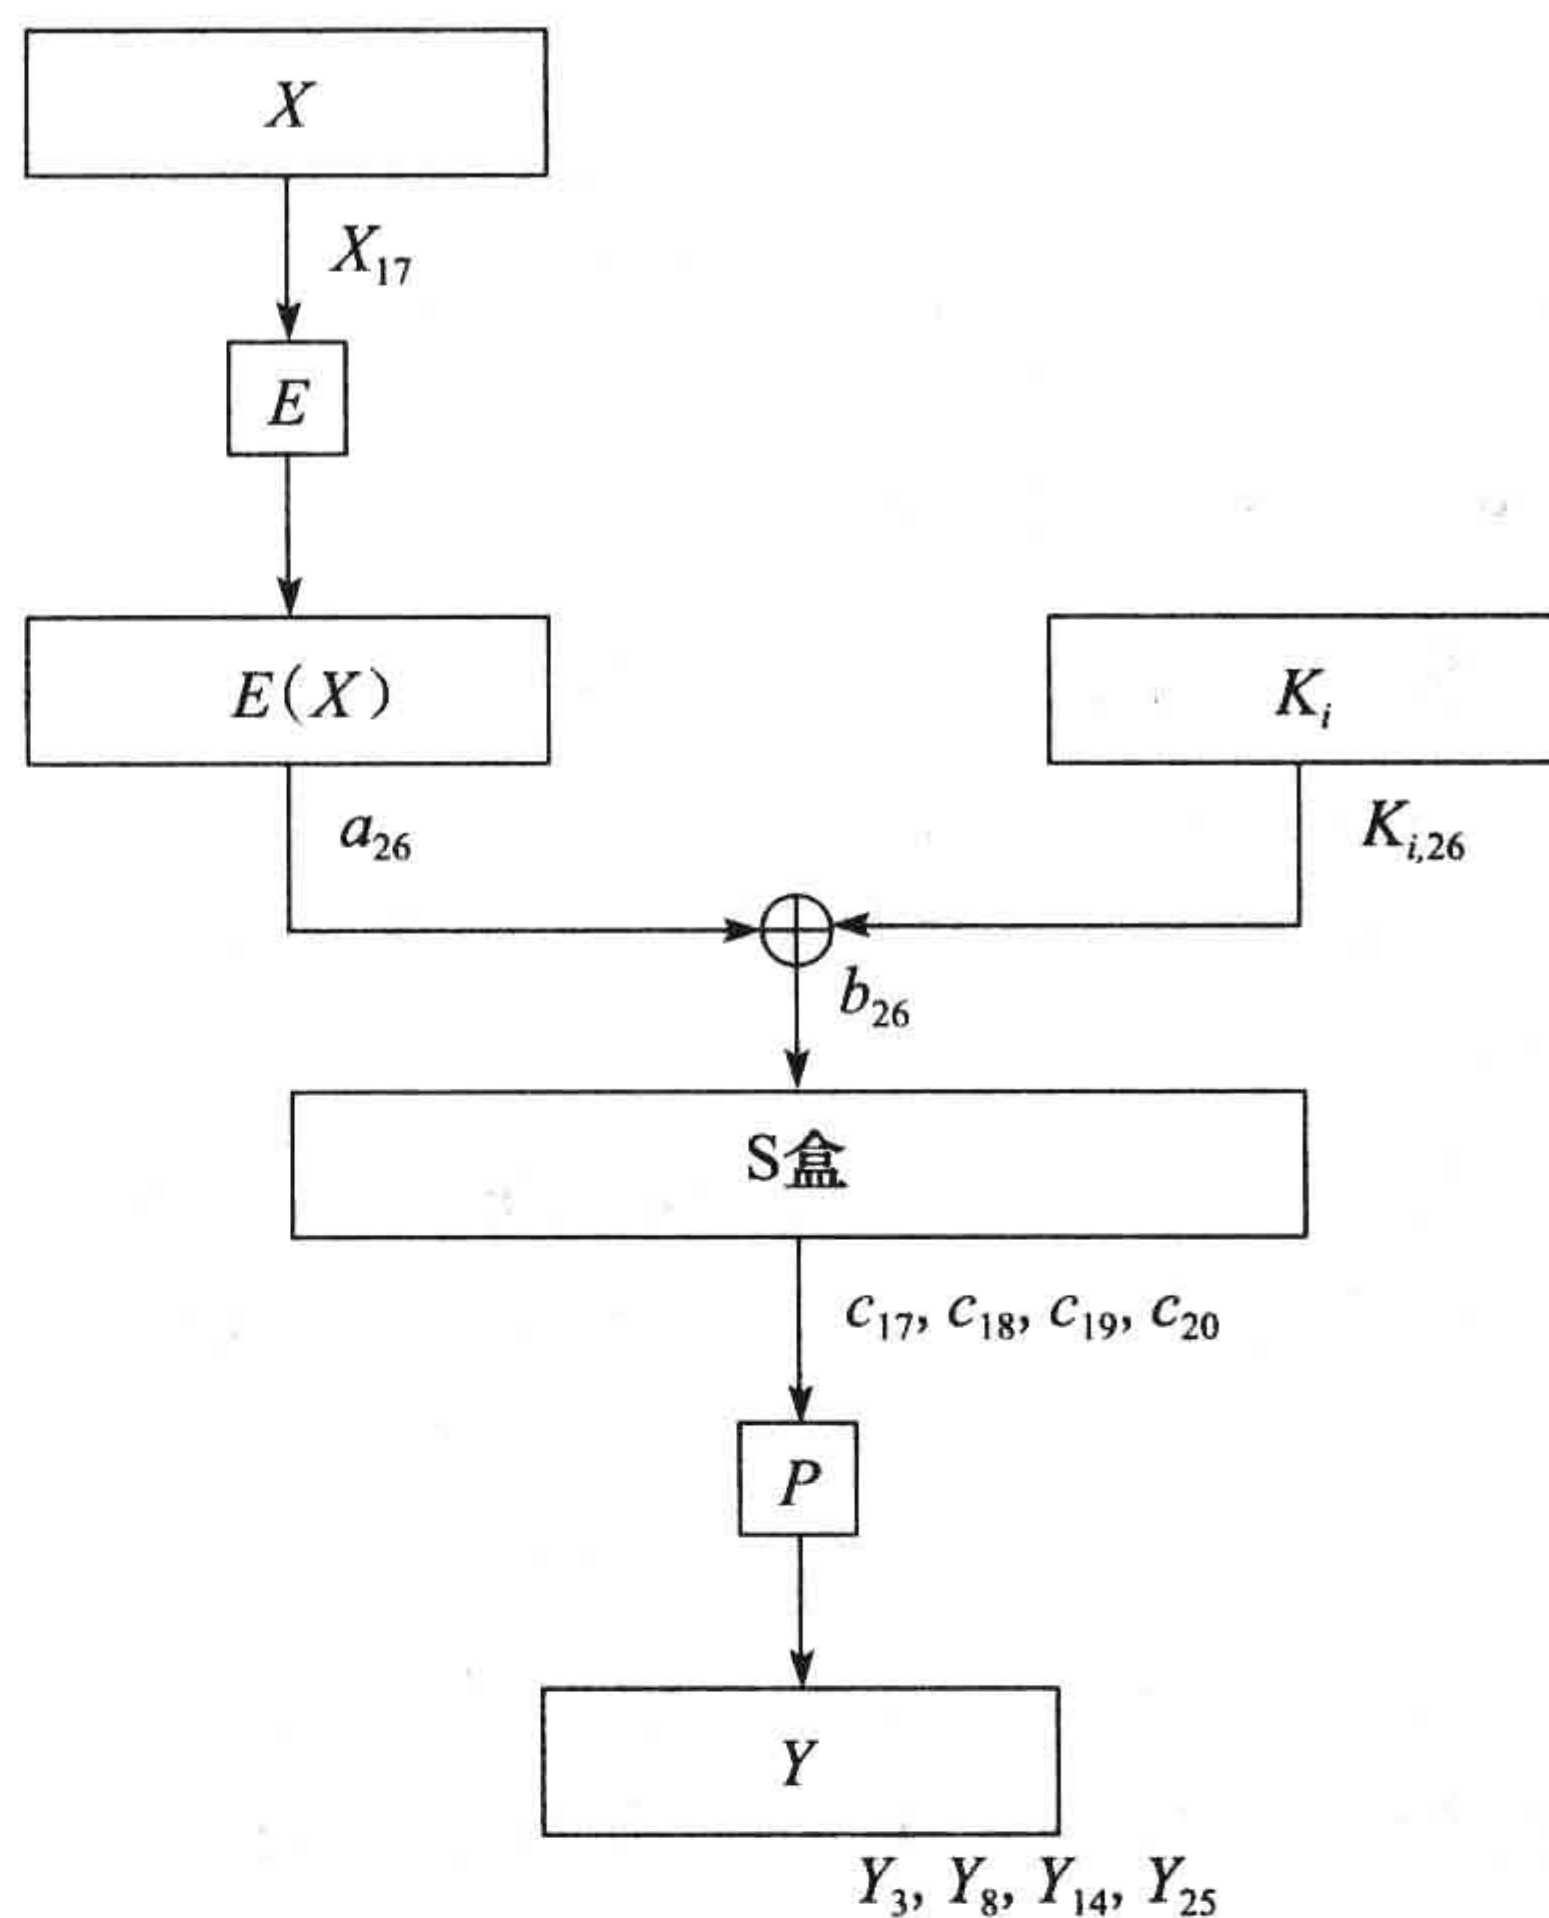 X
X₁₇
E
E(X)
Kᵢ
a₂₆
Kᵢ,₂₆
b₂₆
S盒
c₁₇, c₁₈, c₁₉, c₂₀
P
Y
Y₃, Y₈, Y₁₄, Y₂₅